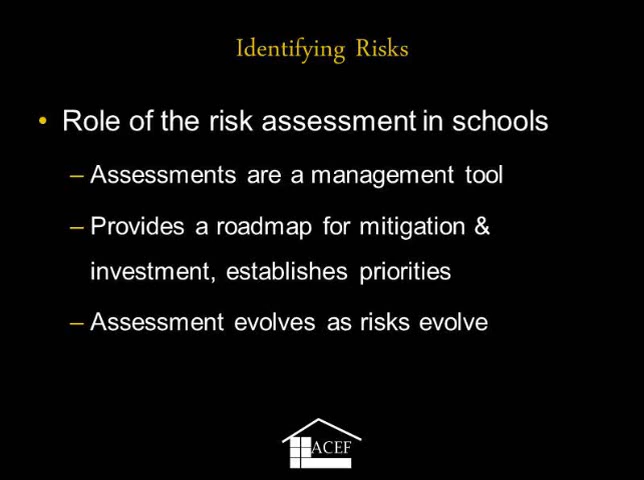 Identifying Risks
• Role of the risk assessment in schools
– Assessments are a management tool
– Provides a roadmap for mitigation &
investment, establishes priorities
– Assessment evolves as risks evolve
ACEF